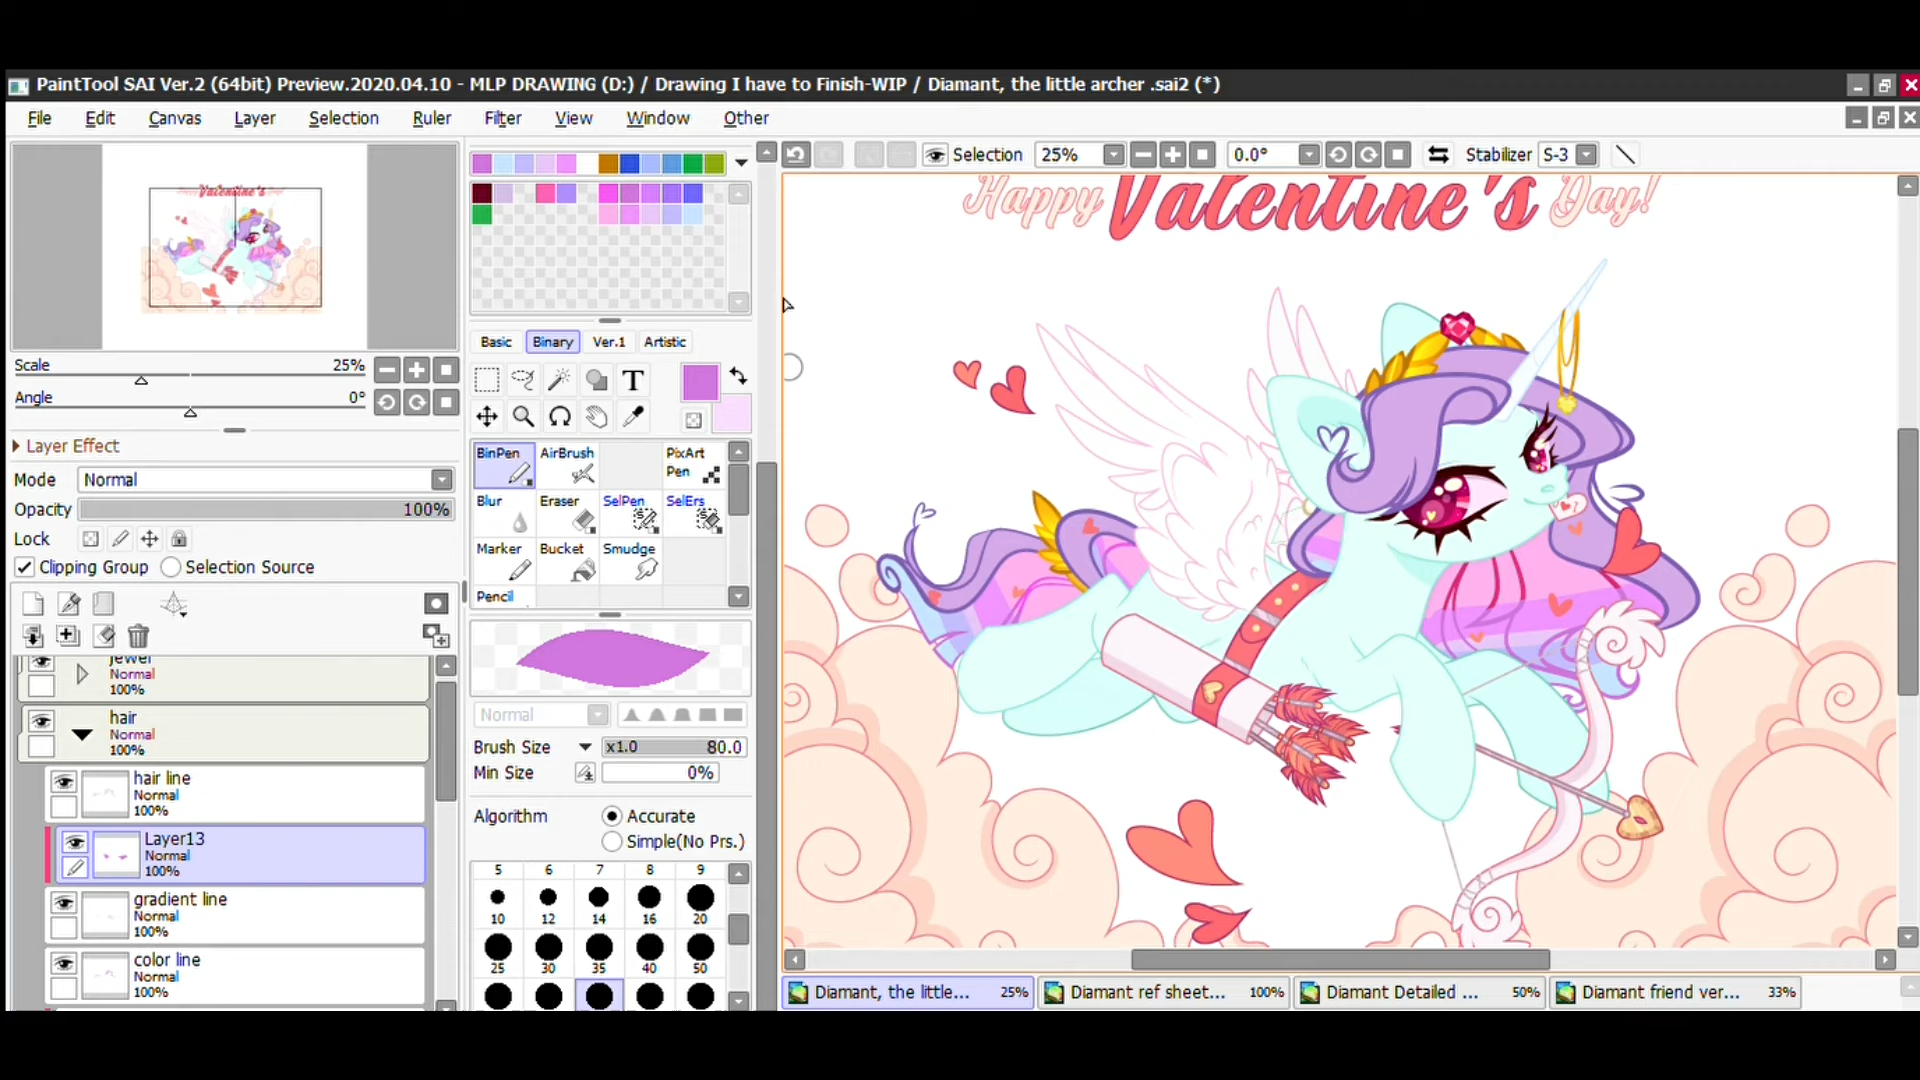 PaintTool SAI Ver.2 (64bit) Preview.2020.04.10 - MLP DRAWING (D:) / Drawing I have to Finish-WIP / Diamant, the little archer .sai2 (*)
File Edit Canvas Layer Selection Ruler Filter View Window Other
Selection 25% 0.0° Stabilizer S-3
Happy Valentine's Day!
Valentine's
Scale 25%
Angle 0°
Layer Effect
Mode Normal
Opacity 100%
Lock
Clipping Group Selection Source
jewel
Normal
100%
hair
Normal
100%
hair line
Normal
100%
Layer13
Normal
100%
gradient line
Normal
100%
color line
Normal
100%
Basic Binary Ver.1 Artistic
T
BinPen AirBrush PixArt Pen
Blur Eraser SelPen SelErs
Marker Bucket Smudge
Pencil
Normal
Brush Size x1.0 80.0
Min Size 0%
Algorithm Accurate
Simple(No Prs.)
5 6 7 8 9
10 12 14 16 20
25 30 35 40 50
Diamant, the little... 25% Diamant ref sheet... 100% Diamant Detailed ... 50% Diamant friend ver... 33%